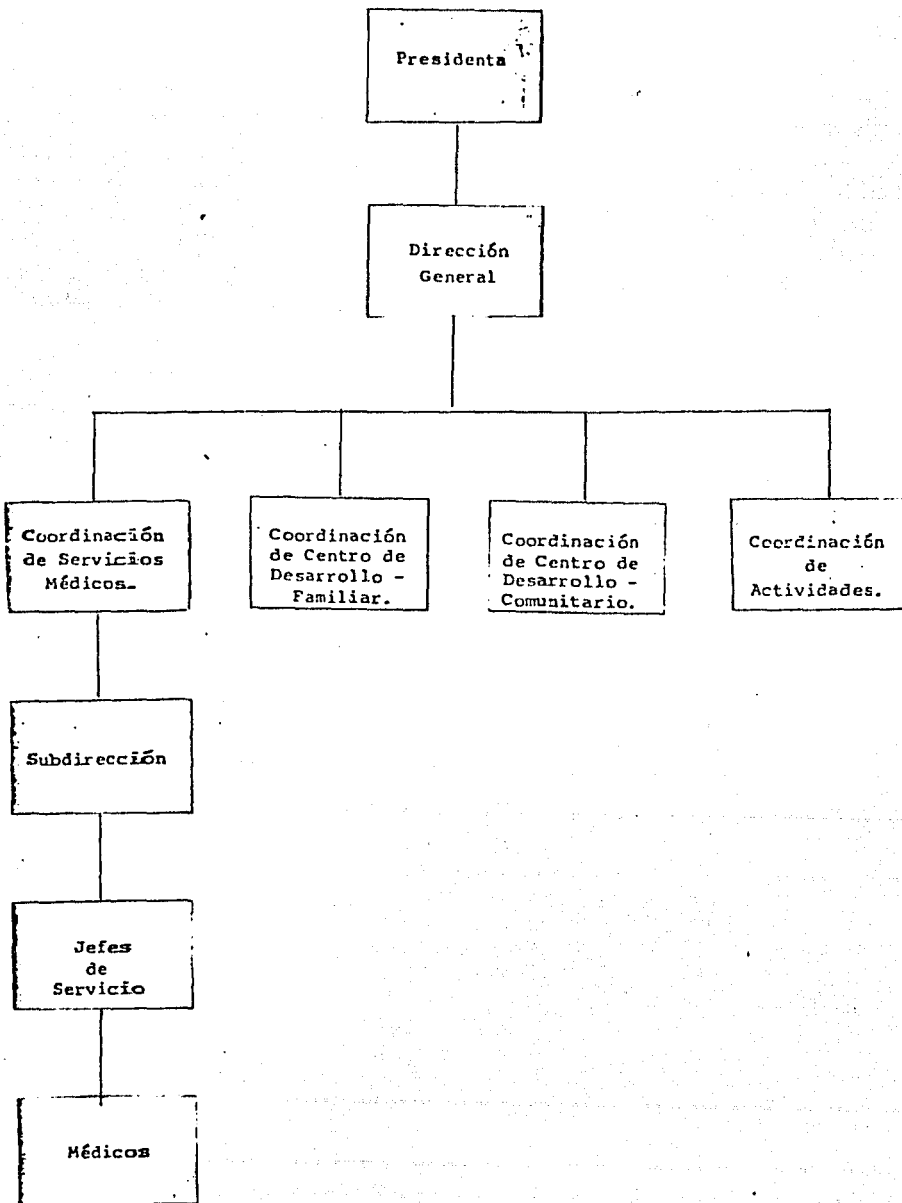 Presidenta
Dirección
General
Coordinación
de Servicios
Médicos.
Coordinación
de Centro de
Desarrollo -
Familiar.
Coordinación
de Centro de
Desarrollo -
Comunitario.
Coordinación
de
Actividades.
Subdirección
Jefes
de
Servicio
Médicos